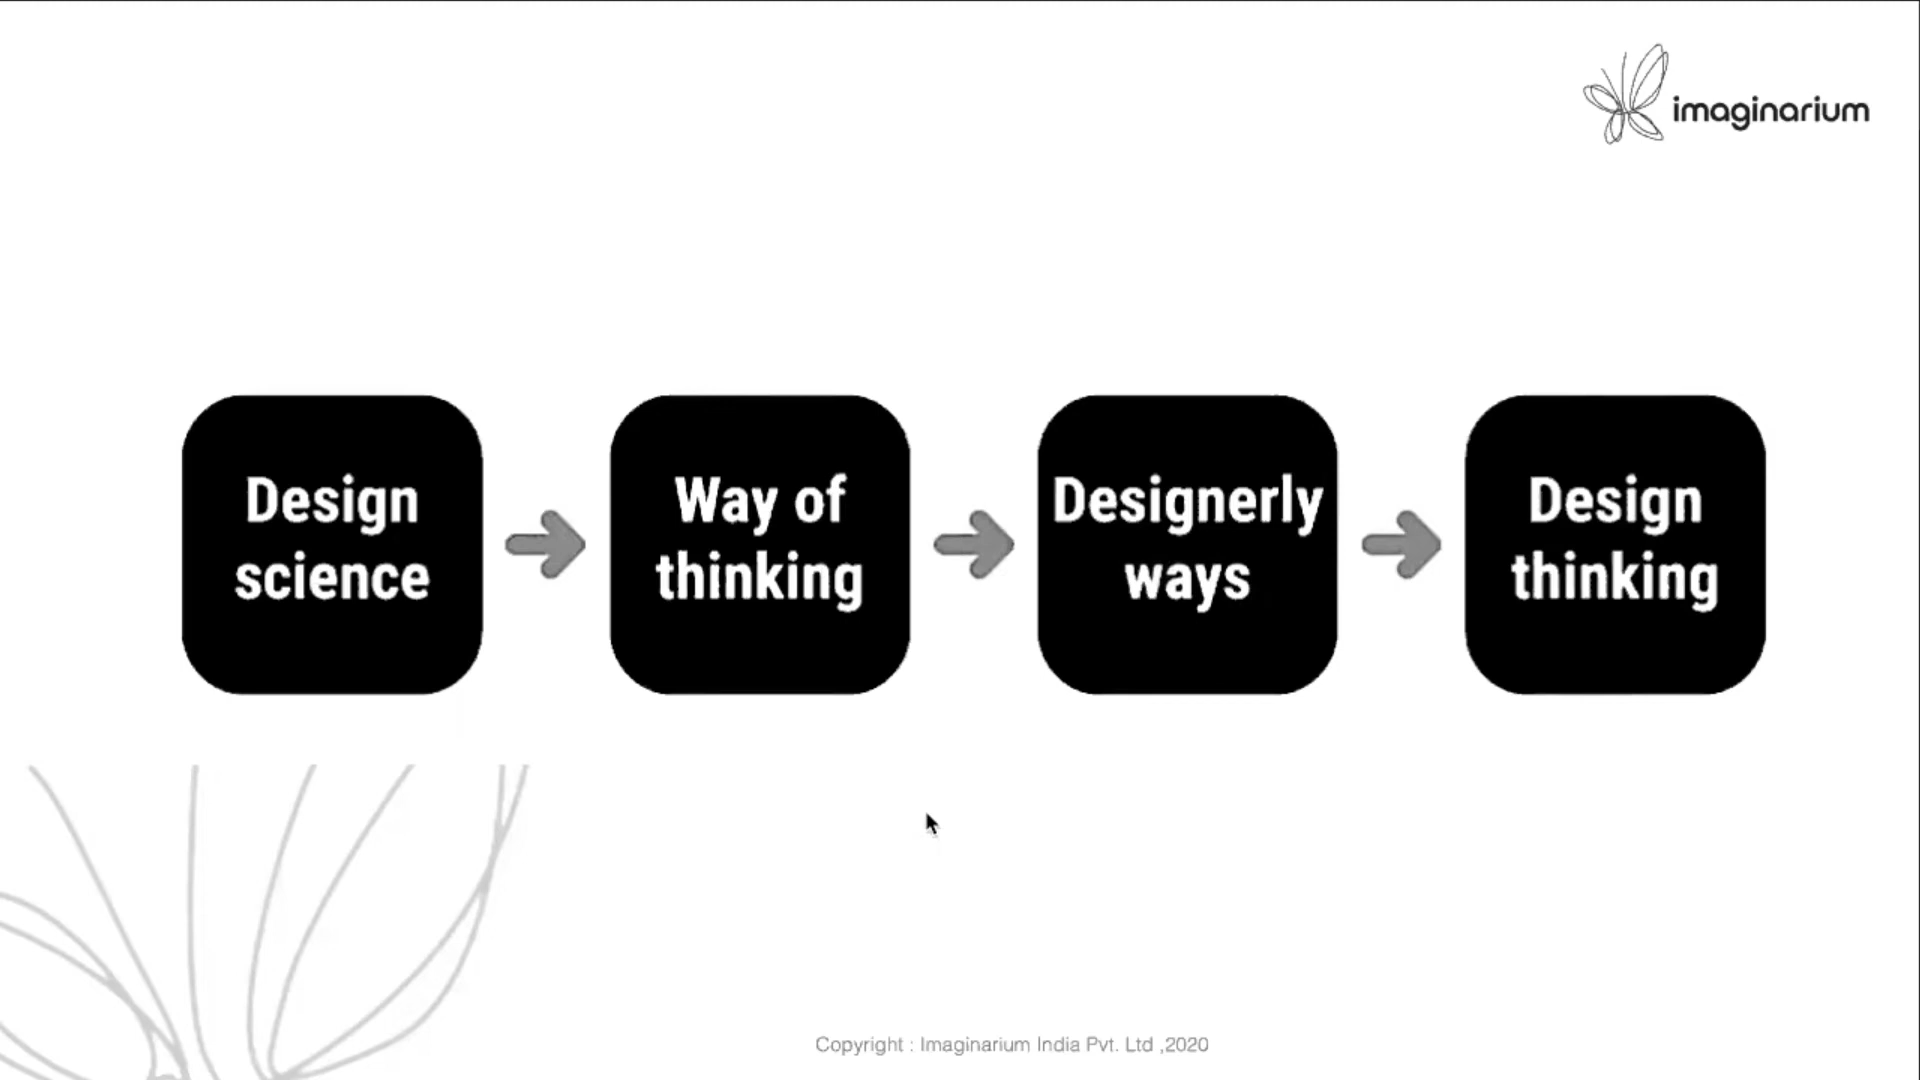 imaginarium
Design
science
Way of
thinking
Designerly
ways
Design
thinking
Copyright : Imaginarium India Pvt. Ltd ,2020